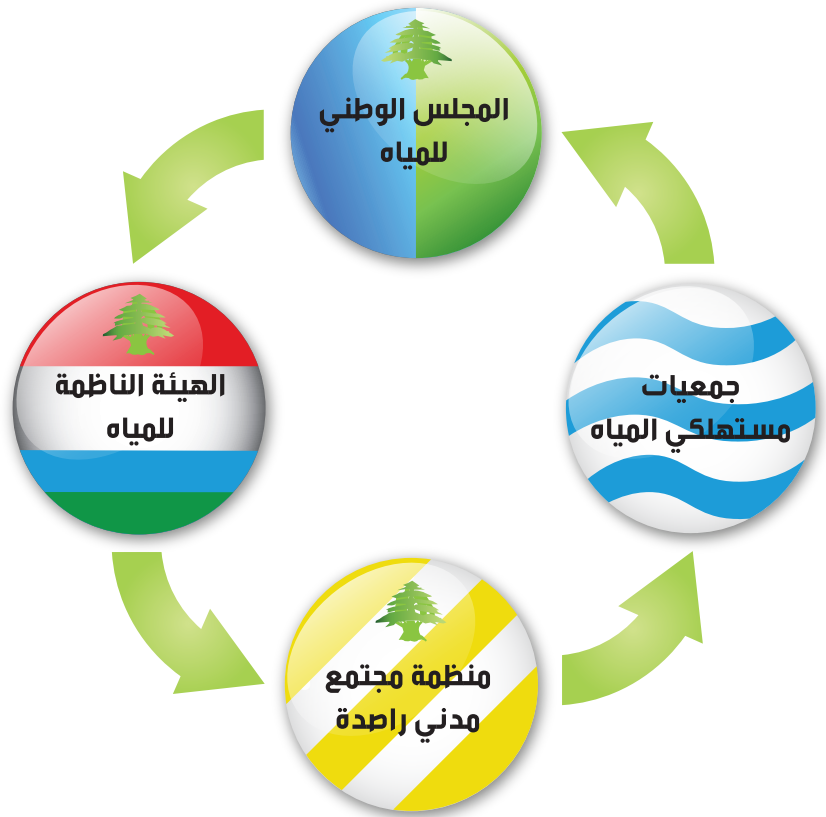 المجلس الوطني
للمياه
الهيئة الناظمة
للمياه
جمعيات
مستهلكي المياه
منظمة مجتمع
مدني راصدة